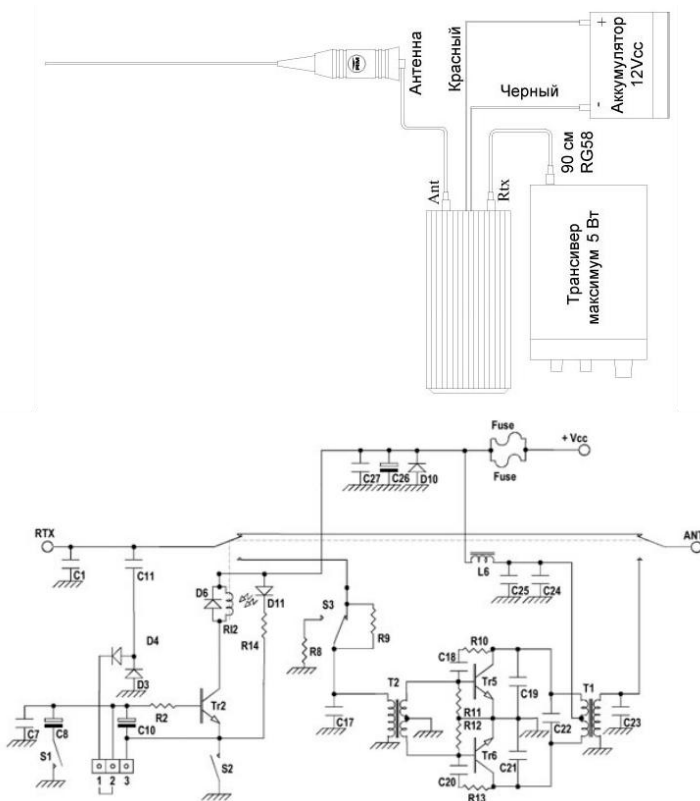 Антенна
Красный
Черный
+
-
Аккумулятор
12Vcc
90 см
RG58
Ant
Rtx
Трансивер
максимум 5 Вт
Fuse
+ Vcc
Fuse
C27
C26
D10
RTX
ANT
C1
C11
L6
C25
C24
D6
Rl2
D11
R14
S3
R8
R9
D4
D3
R10
C18
Tr5
R11
R12
C19
T2
T1
C17
C22
C23
Tr6
C20
C21
R13
R2
Tr2
C7
C8
C10
S1
S2
1 2 3